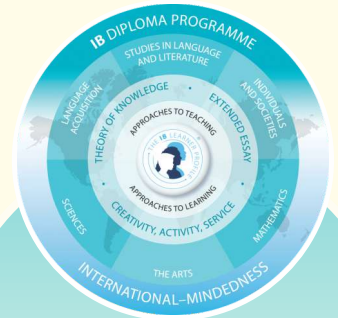 IB DIPLOMA PROGRAMME
STUDIES IN LANGUAGE
AND LITERATURE
LANGUAGE
ACQUISITION
INDIVIDUALS
AND SOCIETIES
THEORY OF KNOWLEDGE
EXTENDED ESSAY
APPROACHES TO TEACHING
THE IB LEARNER PROFILE
APPROACHES TO LEARNING
CREATIVITY, ACTIVITY, SERVICE
SCIENCES
MATHEMATICS
THE ARTS
INTERNATIONAL–MINDEDNESS